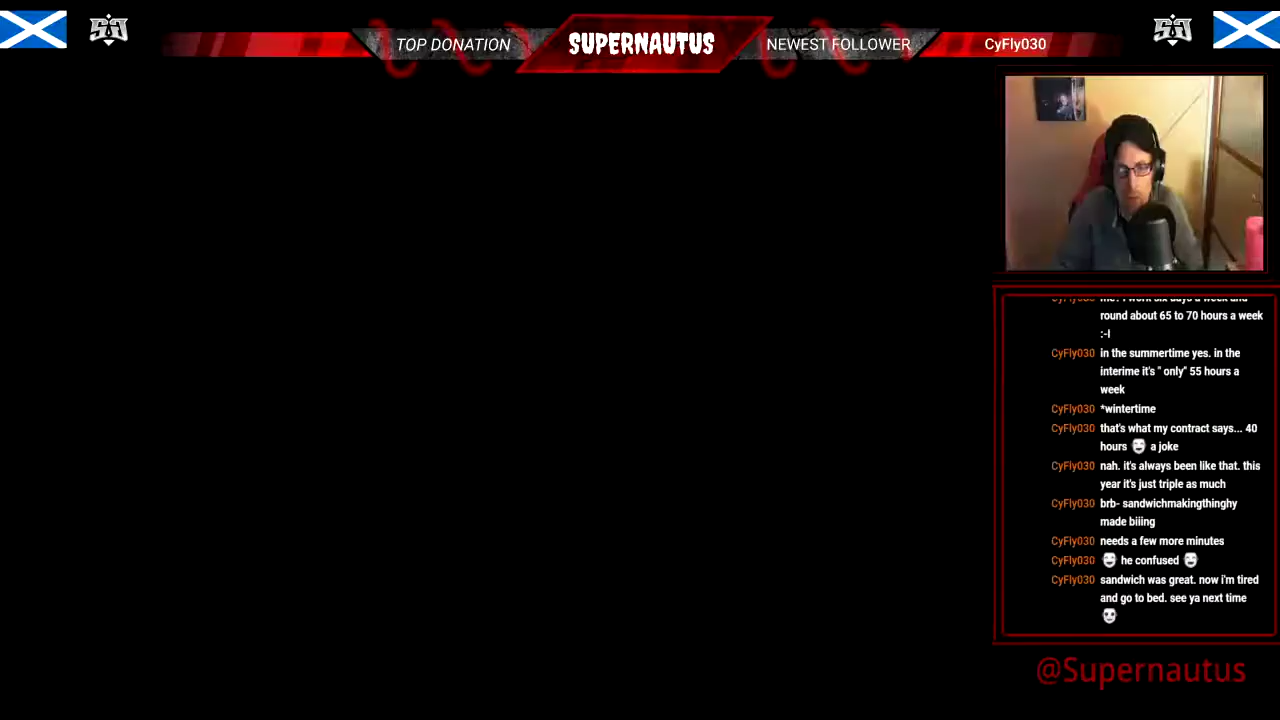 TOP DONATION
SUPERNAUTUS
NEWEST FOLLOWER
CyFly030
round about 65 to 70 hours a week
:-I
CyFly030 in the summertime yes. in the
interime it's " only" 55 hours a
week
CyFly030 *wintertime
CyFly030 that's what my contract says... 40
hours a joke
CyFly030 nah. it's always been like that. this
year it's just triple as much
CyFly030 brb- sandwichmakingthinghy
made biiing
CyFly030 needs a few more minutes
CyFly030 he confused
CyFly030 sandwich was great. now i'm tired
and go to bed. see ya next time
@Supernautus